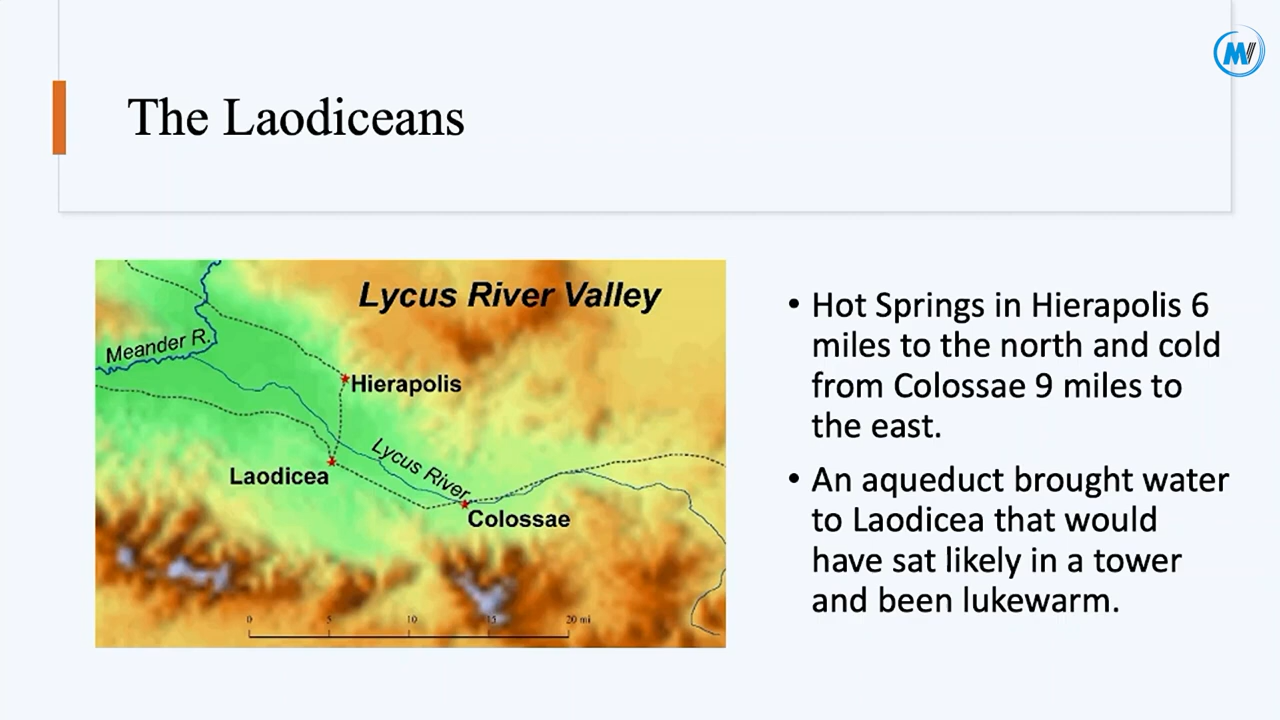 The Laodiceans
Lycus River Valley
Meander R.
Hierapolis
Laodicea
Lycus River
Colossae
0 5 10 15 20 mi
• Hot Springs in Hierapolis 6
miles to the north and cold
from Colossae 9 miles to
the east.
• An aqueduct brought water
to Laodicea that would
have sat likely in a tower
and been lukewarm.